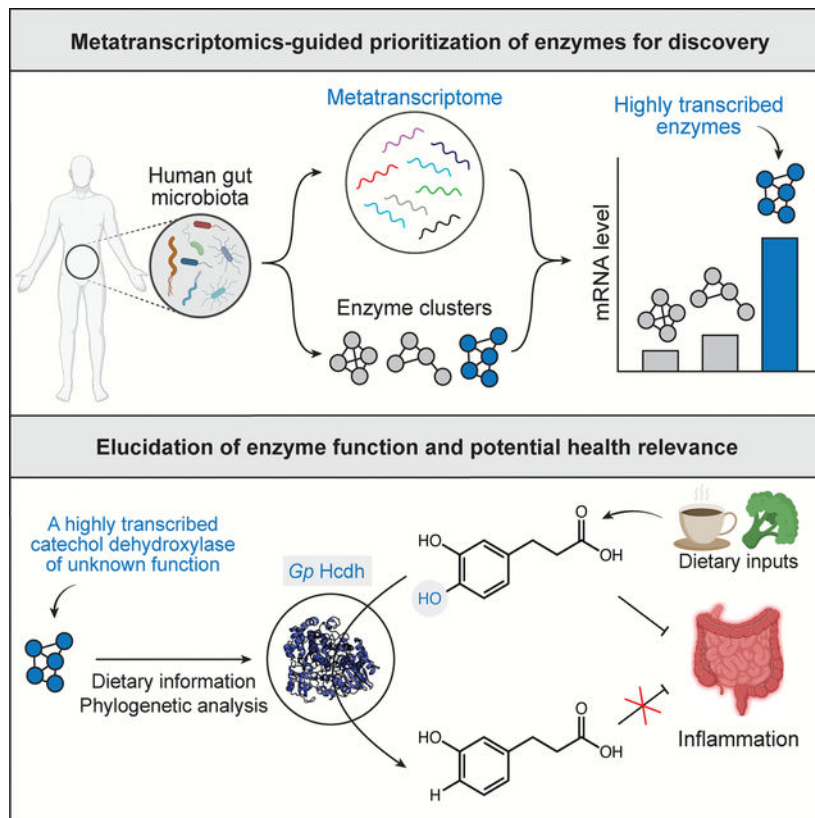 Metatranscriptomics-guided prioritization of enzymes for discovery
Metatranscriptome
Human gut
microbiota
Enzyme clusters
Highly transcribed
enzymes
mRNA level
Elucidation of enzyme function and potential health relevance
A highly transcribed
catechol dehydroxylase
of unknown function
Dietary information
Phylogenetic analysis
Gp Hcdh
HO
HO
O
OH
Dietary inputs
HO
H
O
OH
Inflammation